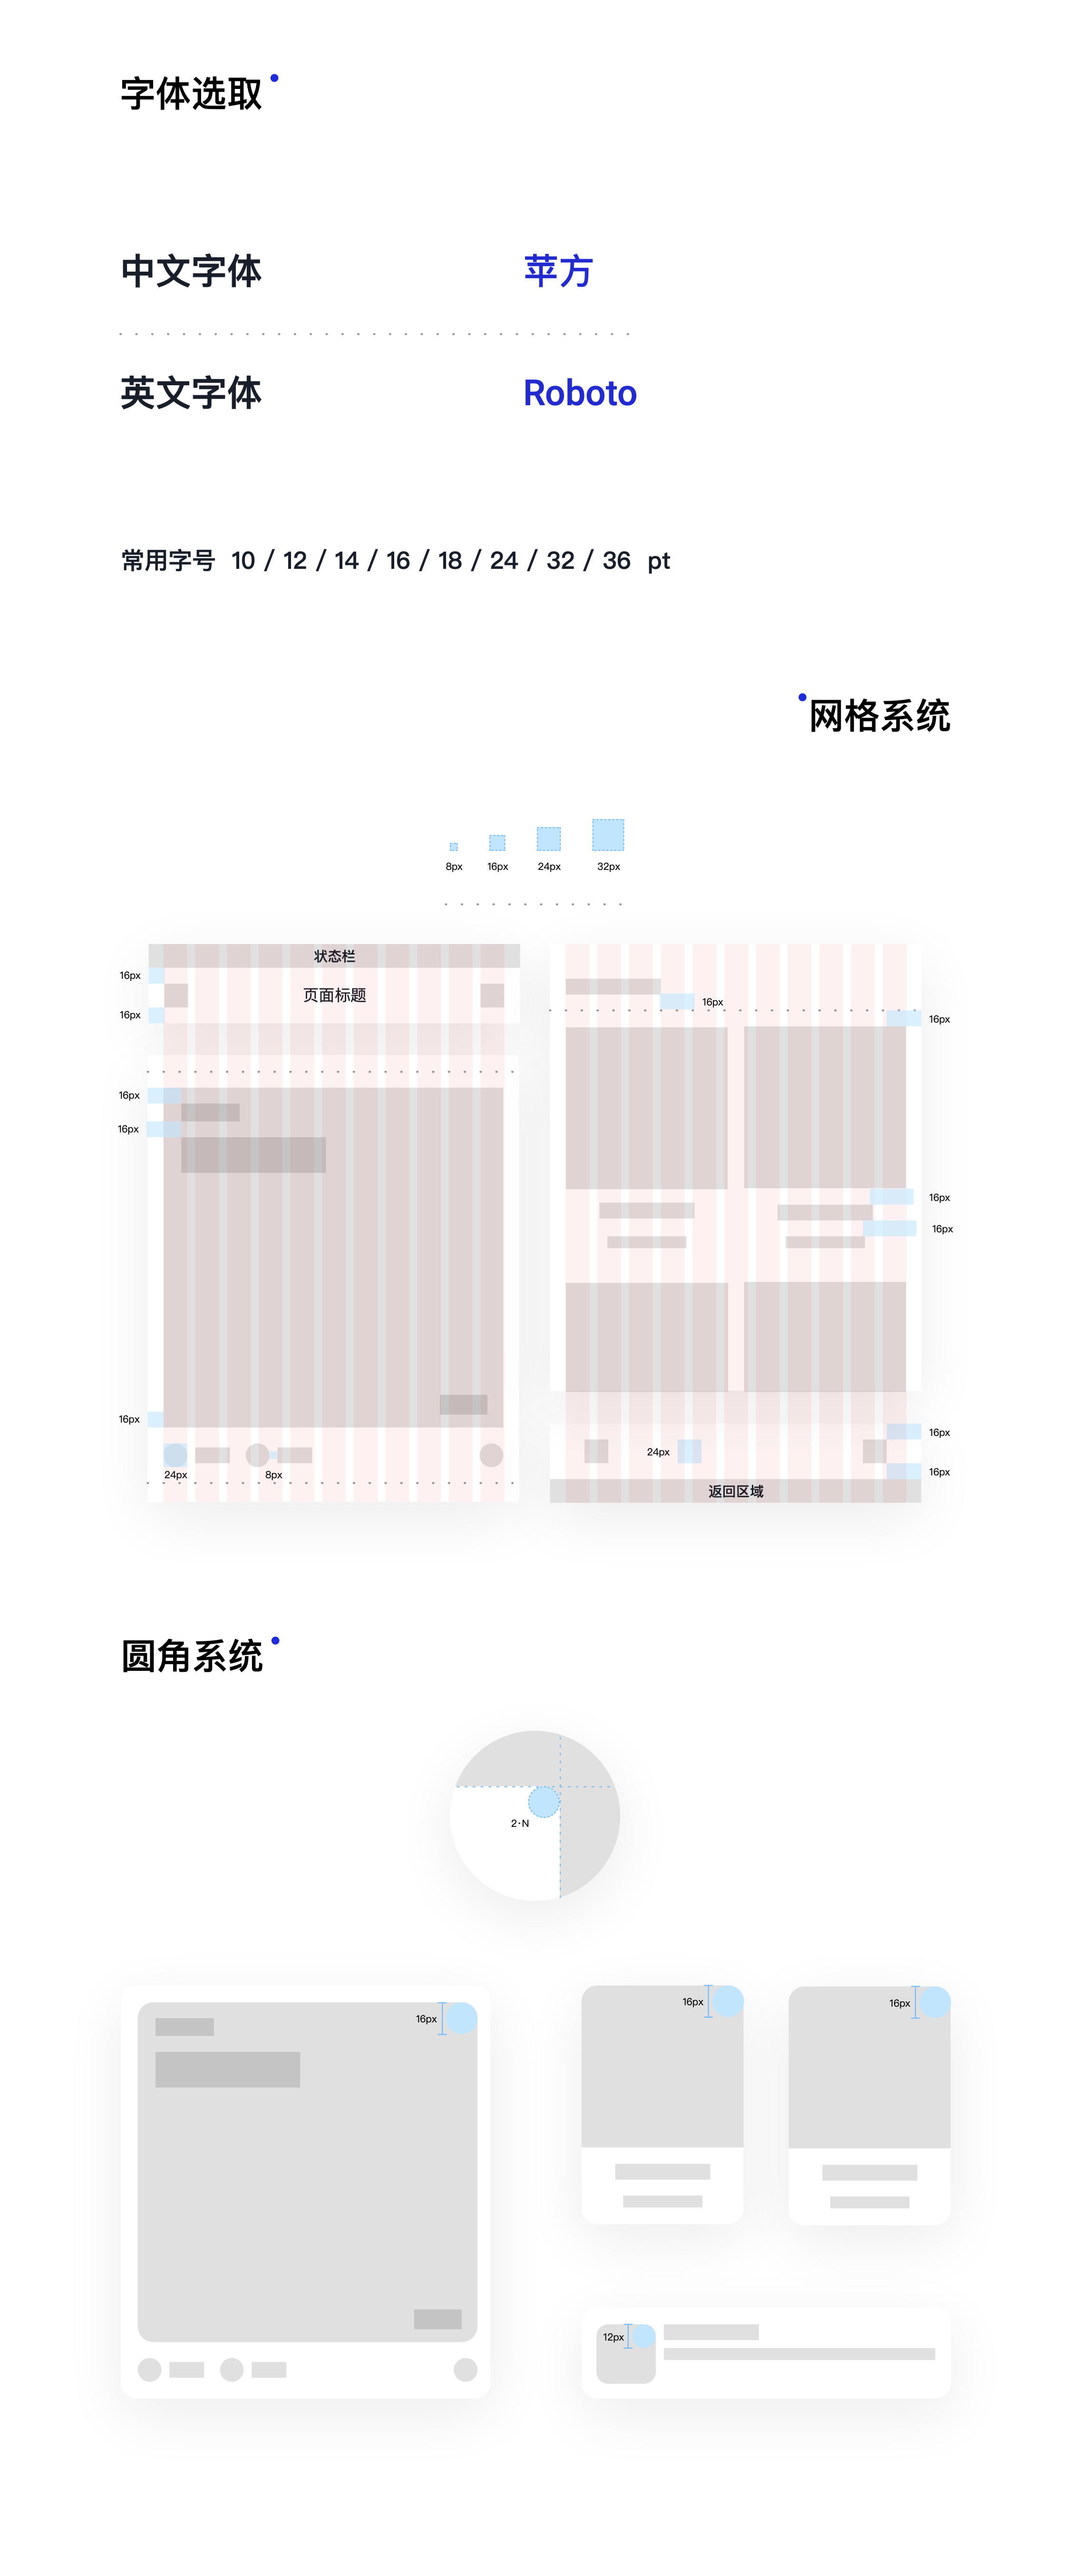 字体选取
中文字体 苹方
英文字体 Roboto
常用字号 10 / 12 / 14 / 16 / 18 / 24 / 32 / 36 pt
网格系统
8px 16px 24px 32px
状态栏
16px
页面标题
16px
16px
16px
16px
24px 8px
16px
16px
16px
16px
16px
24px
16px
返回区域
圆角系统
2·N
16px
16px
16px
12px